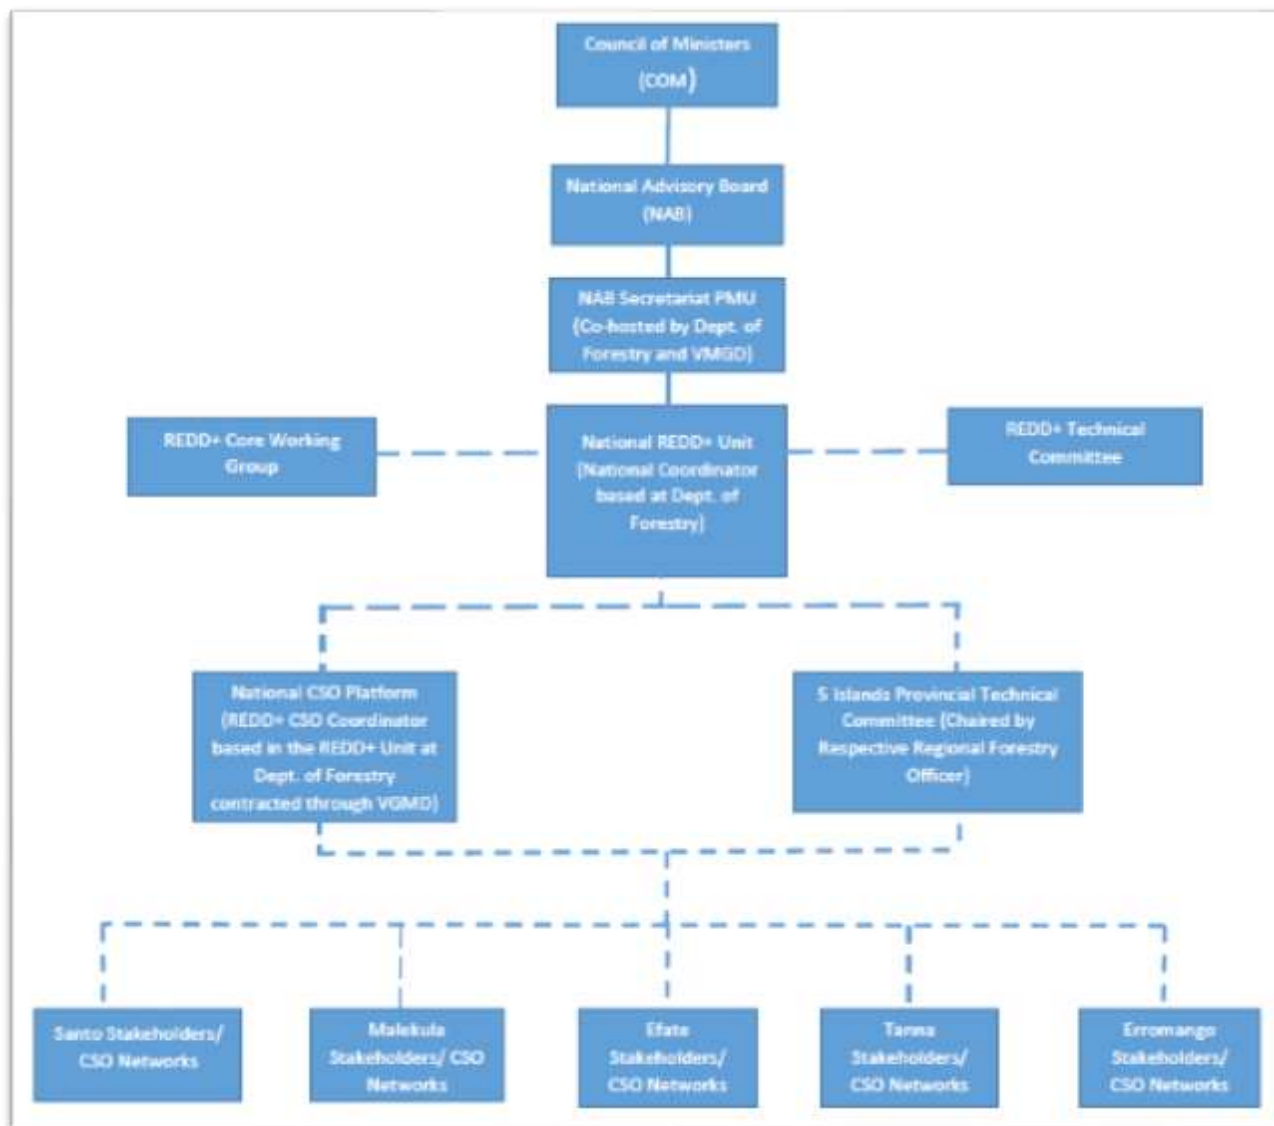 Council of Ministers
(COM)
National Advisory Board
(NAB)
NAB Secretariat PMU
(Co-hosted by Dept. of
Forestry and VMGD)
REDD+ Core Working
Group
National REDD+ Unit
(National Coordinator
based at Dept. of
Forestry)
REDD+ Technical
Committee
National CSO Platform
(REDD+ CSO Coordinator
based in the REDD+ Unit at
Dept. of Forestry
contracted through VGMD)
5 Islands Provincial Technical
Committee (Chaired by
Respective Regional Forestry
Officer)
Santo Stakeholders/
CSO Networks
Malekula
Stakeholders/ CSO
Networks
Efate
Stakeholders/
CSO Networks
Tanna
Stakeholders/
CSO Networks
Erromango
Stakeholders/
CSO Networks